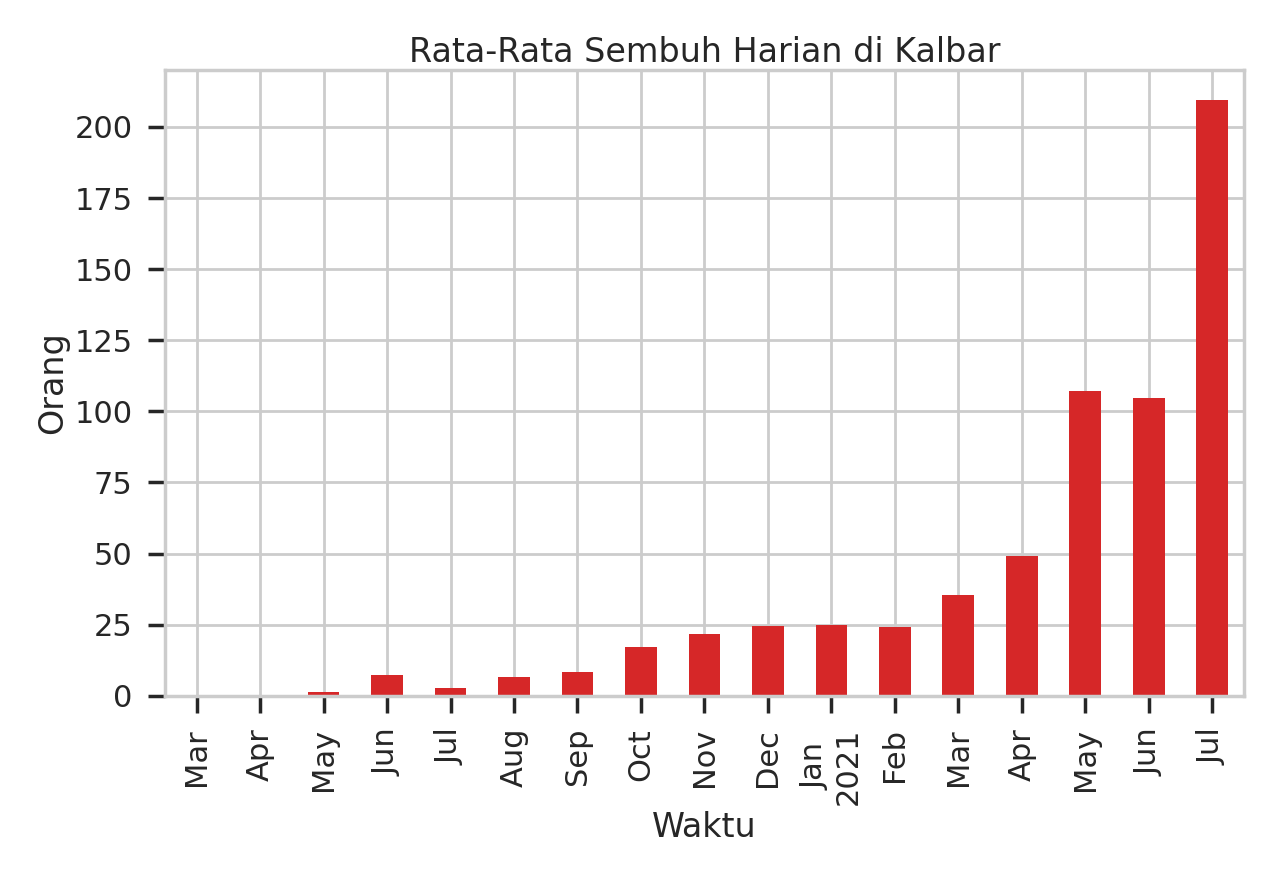 Rata-Rata Sembuh Harian di Kalbar
Orang
200
175
150
125
100
75
50
25
0
Mar
Apr
May
Jun
Jul
Aug
Sep
Oct
Nov
Dec
Jan
2021
Feb
Mar
Apr
May
Jun
Jul
Waktu